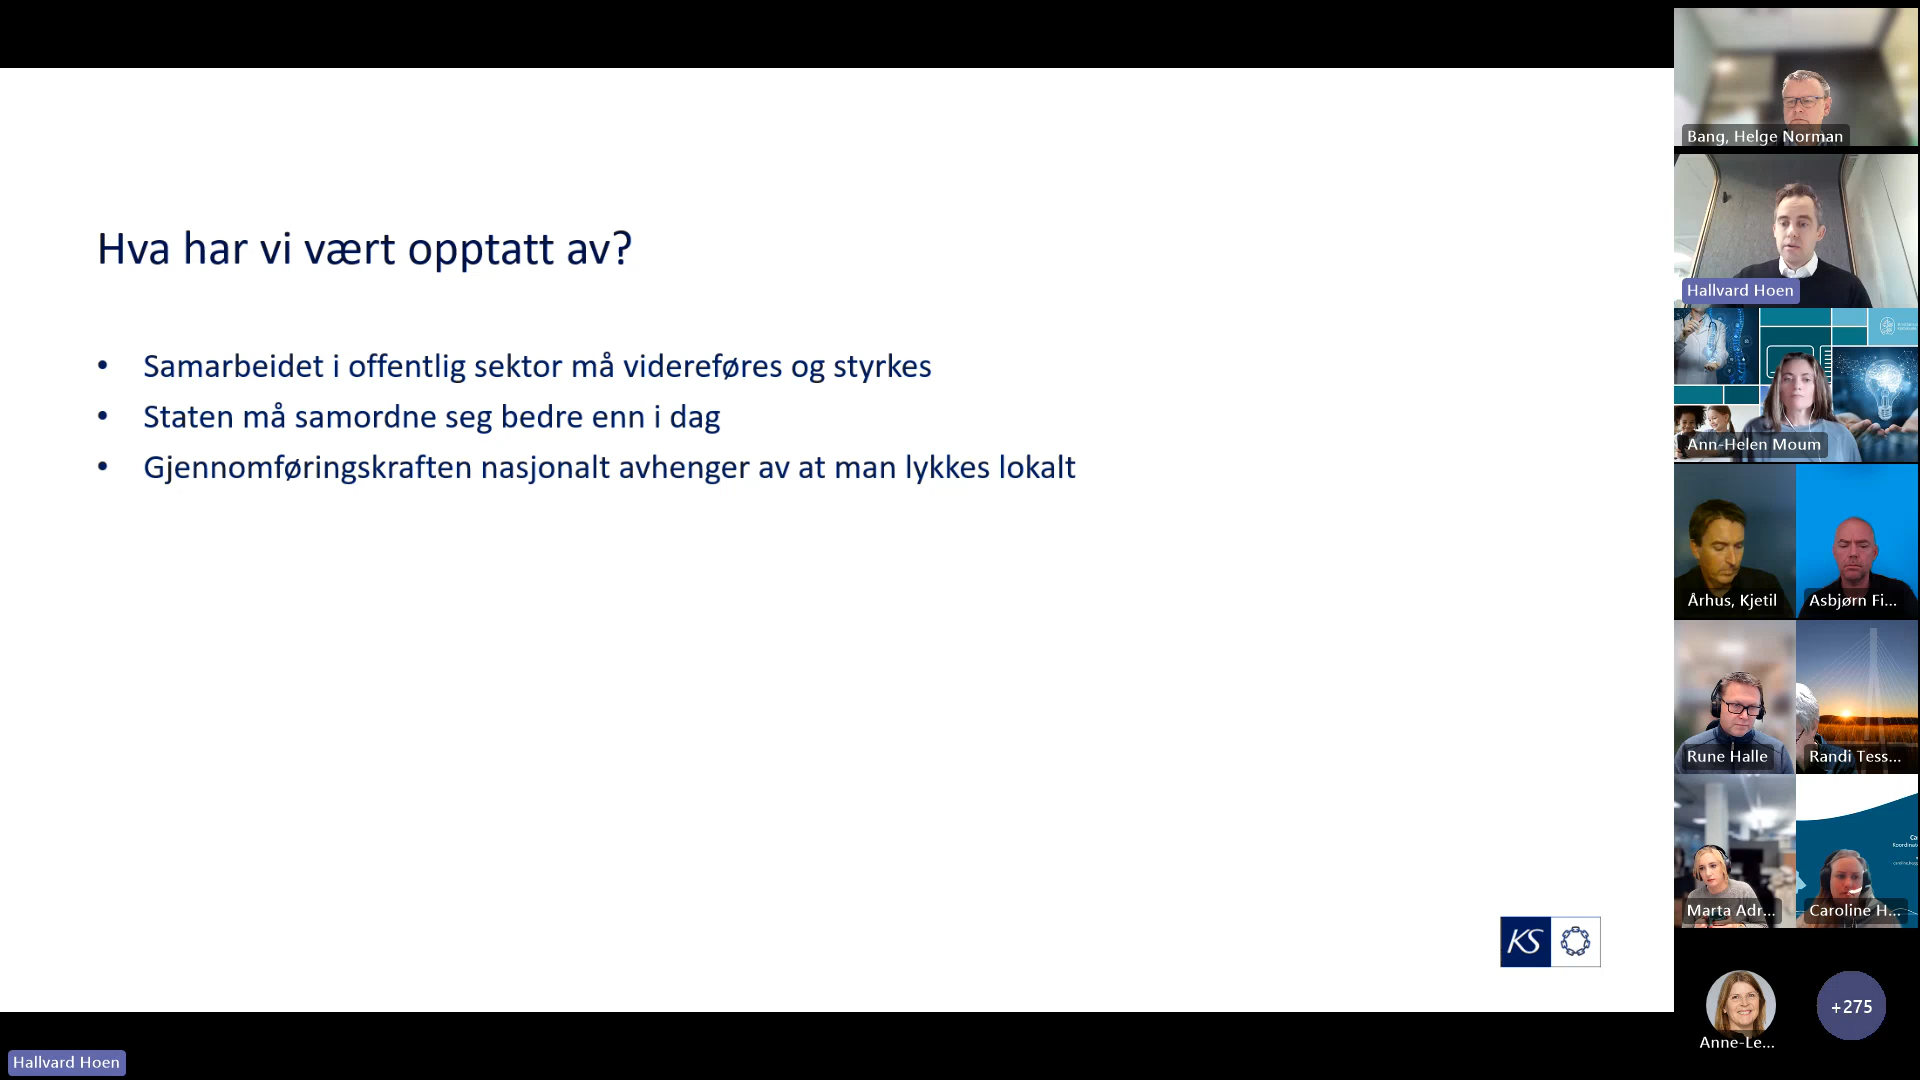 Hva har vi vært opptatt av?
• Samarbeidet i offentlig sektor må videreføres og styrkes
• Staten må samordne seg bedre enn i dag
• Gjennomføringskraften nasjonalt avhenger av at man lykkes lokalt
KS
Hallvard Hoen
Bang, Helge Norman
Hallvard Hoen
Ann-Helen Moum
Århus, Kjetil
Asbjørn Fi...
Rune Halle
Randi Tess...
Marta Adr...
Caroline H...
Anne-Le...
+275